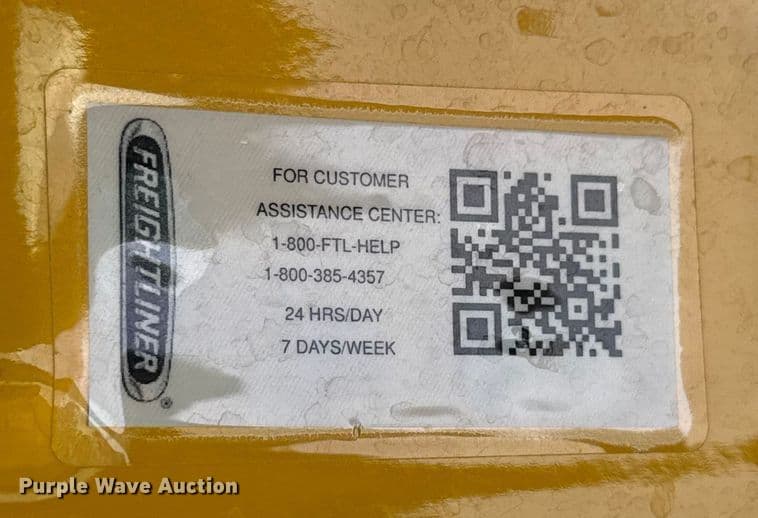 FREIGHTLINER
®
FOR CUSTOMER
ASSISTANCE CENTER:
1-800-FTL-HELP
1-800-385-4357
24 HRS/DAY
7 DAYS/WEEK
Purple Wave Auction